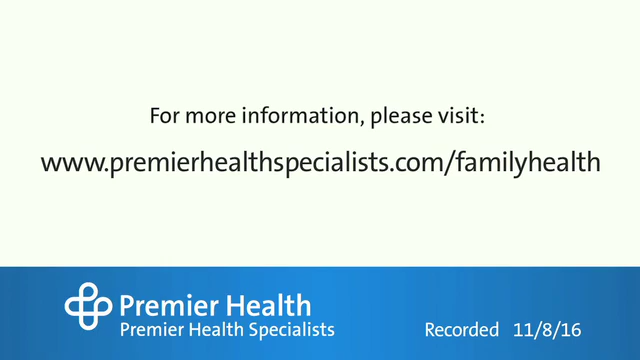 For more information, please visit:
www.premierhealthspecialists.com/familyhealth
Premier Health
Premier Health Specialists
Recorded 11/8/16